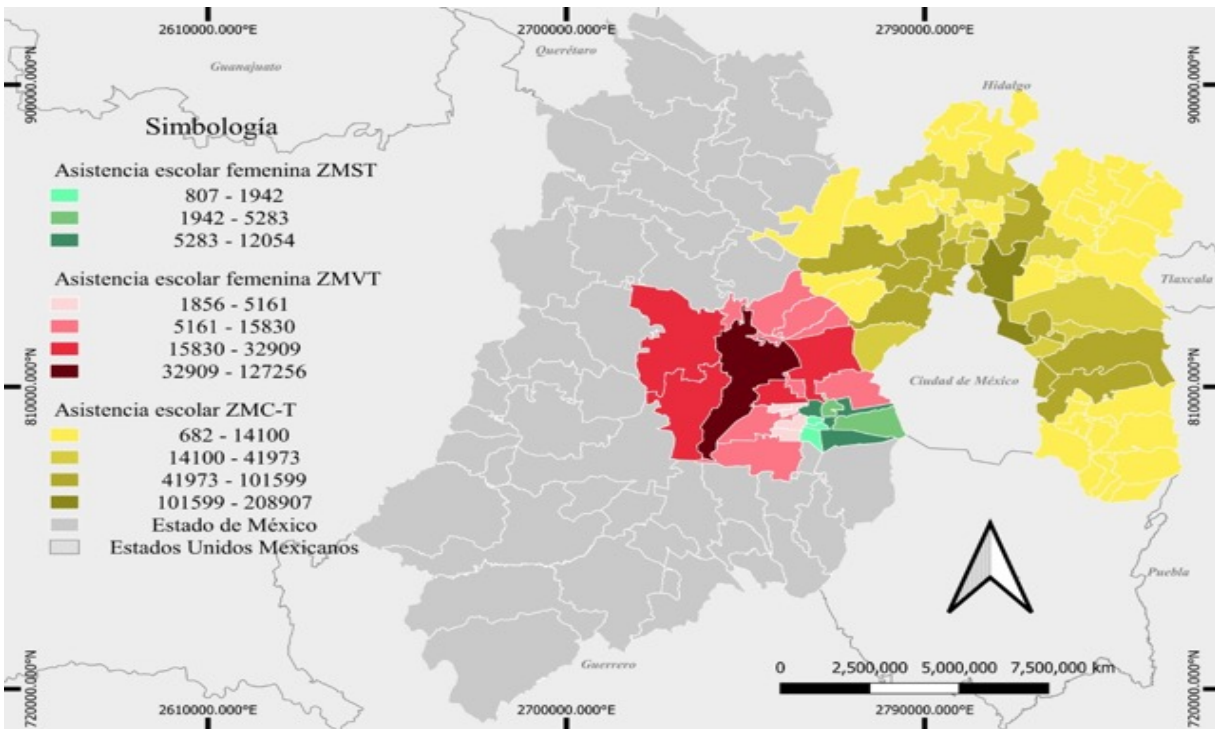 2610000.000°E 2700000.000°E 2790000.000°E
Querétaro
Guanajuato
Hidalgo
900000.000°N 900000.000°N
Simbología
Asistencia escolar femenina ZMST
807 - 1942
1942 - 5283
5283 - 12054
Asistencia escolar femenina ZMVT
1856 - 5161
5161 - 15830
15830 - 32909
32909 - 127256
Tlaxcala
Ciudad de México
810000.000°N 810000.000°N
Asistencia escolar ZMC-T
682 - 14100
14100 - 41973
41973 - 101599
101599 - 208907
Estado de México
Estados Unidos Mexicanos
Puebla
Guerrero
0 2,500,000 5,000,000 7,500,000 km
720000.000°N 720000.000°N
2610000.000°E 2700000.000°E 2790000.000°E